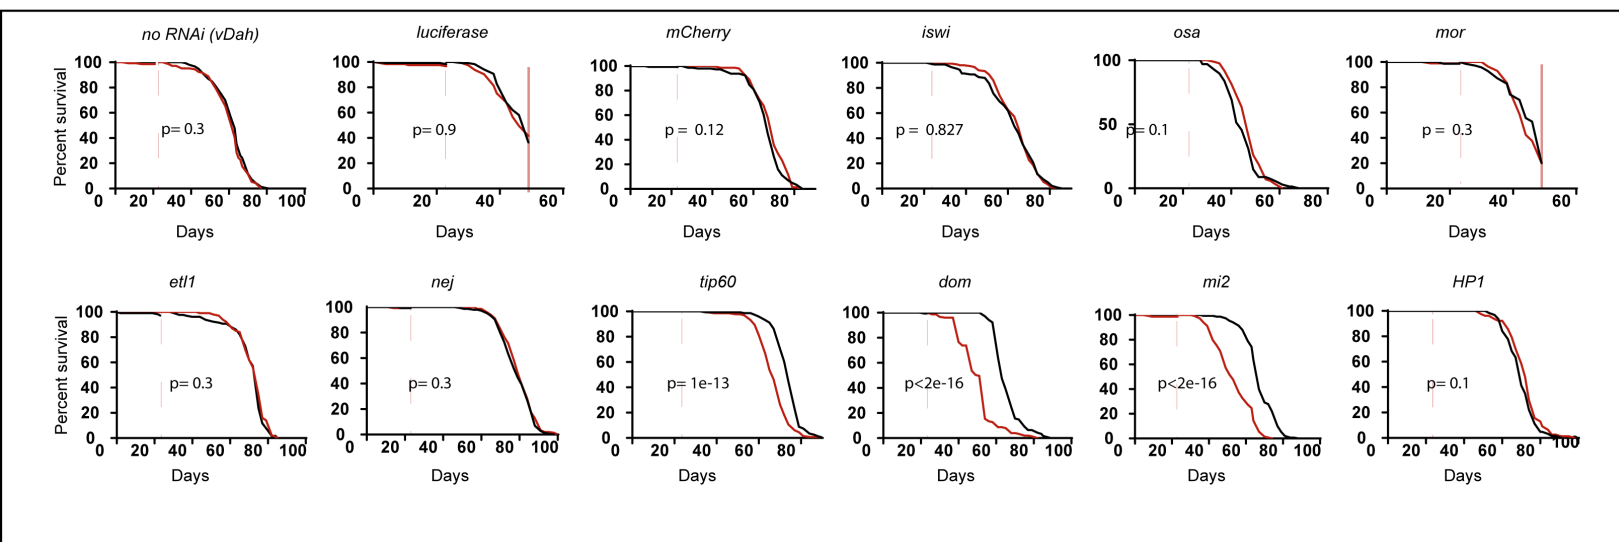 no RNAi (vDah)
Percent survival
100
80
60
40
20
0
p= 0.3
0 20 40 60 80 100
Days
luciferase
100
80
60
40
20
0
p= 0.9
0 20 40 60
Days
mCherry
100
80
60
40
20
0
p = 0.12
0 20 40 60 80
Days
iswi
100
80
60
40
20
0
p = 0.827
0 20 40 60 80
Days
osa
100
50
0
p= 0.1
0 20 40 60 80
Days
mor
100
80
60
40
20
0
p = 0.3
0 20 40 60
Days
etl1
Percent survival
100
80
60
40
20
0
p= 0.3
0 20 40 60 80 100
Days
nej
100
80
60
40
20
0
p= 0.3
0 20 40 60 80 100
Days
tip60
100
80
60
40
20
0
p= 1e-13
0 20 40 60 80
Days
dom
100
80
60
40
20
0
p<2e-16
0 20 40 60 80 100
Days
mi2
100
80
60
40
20
0
p<2e-16
0 20 40 60 80 100
Days
HP1
100
80
60
40
20
0
p= 0.1
0 20 40 60 80 100
Days